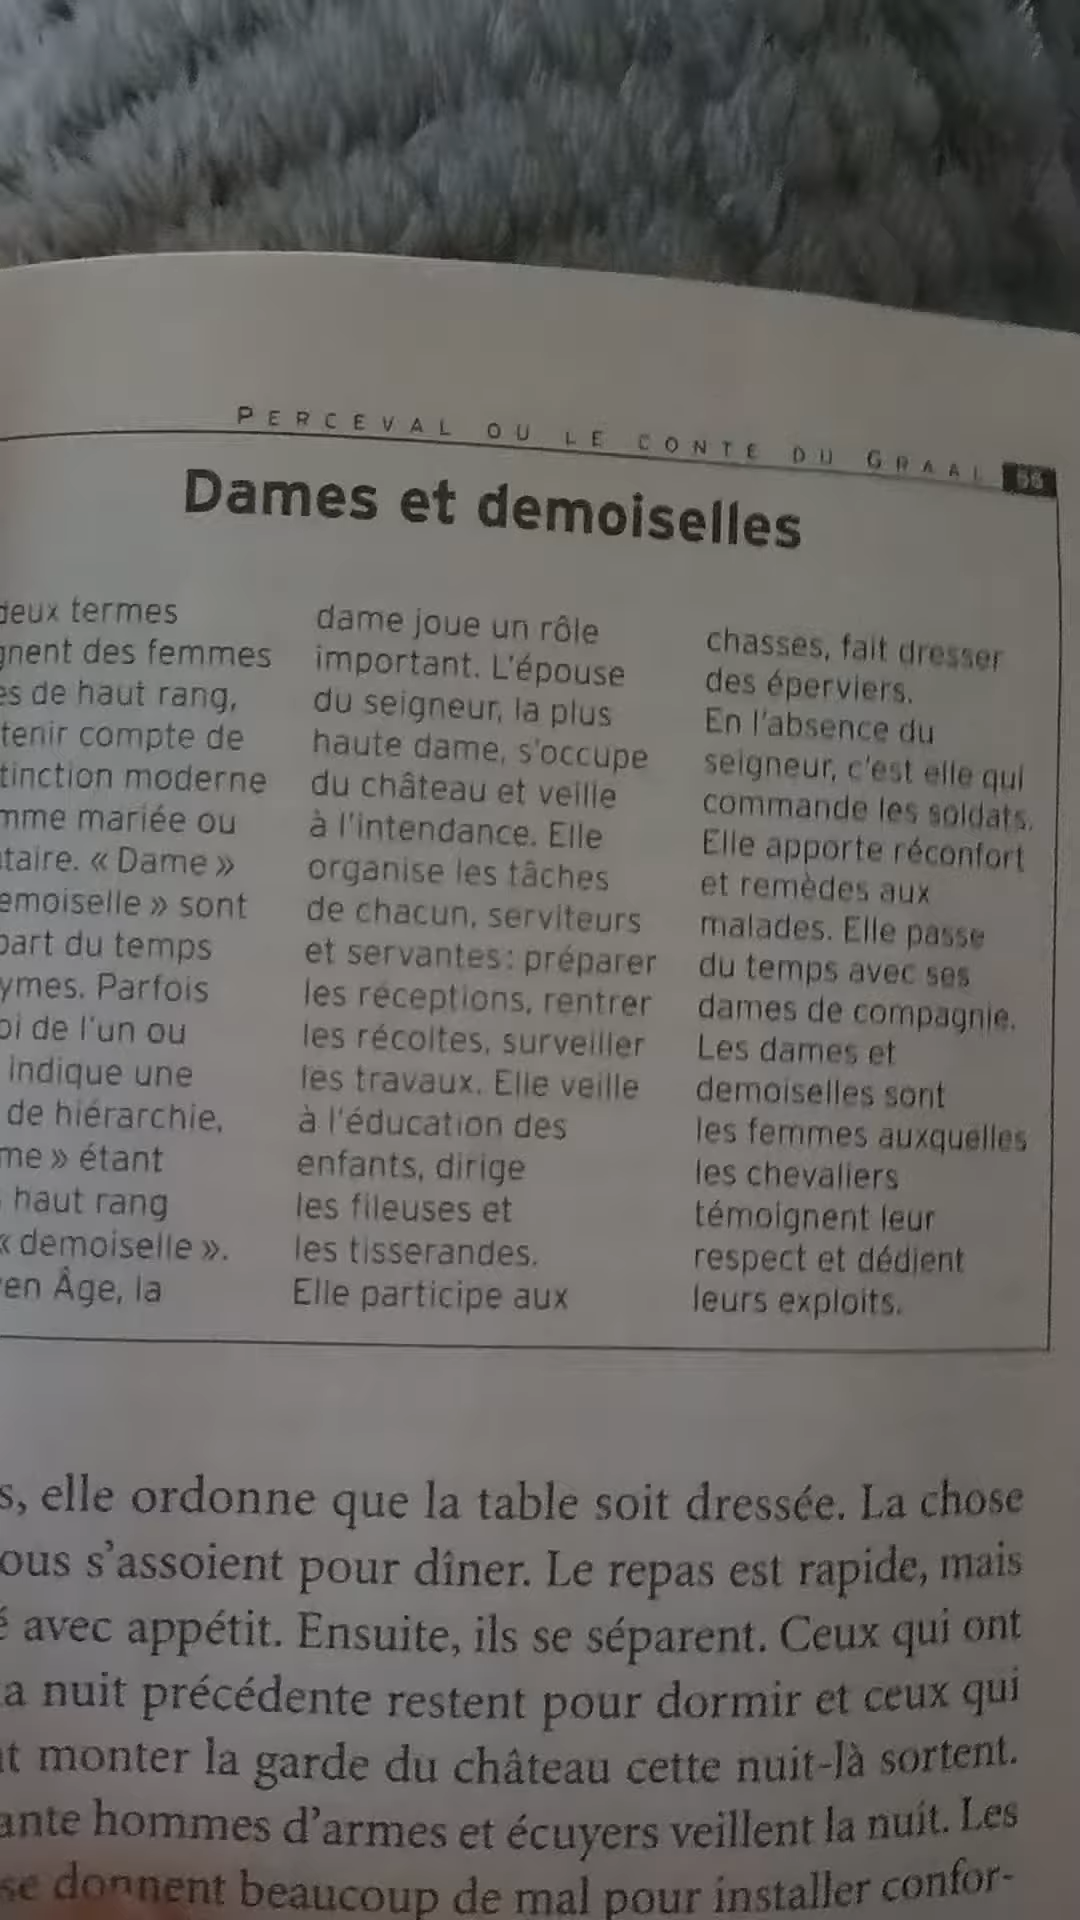 PERCEVAL OU LE CONTE DU GRAAL
Dames et demoiselles
deux termes
gnent des femmes
es de haut rang,
tenir compte de
tinction moderne
mme mariée ou
taire. « Dame »
emoiselle » sont
part du temps
ymes. Parfois
oi de l'un ou
indique une
de hiérarchie,
me » étant
haut rang
« demoiselle ».
en Âge, la
dame joue un rôle
important. L'épouse
du seigneur, la plus
haute dame, s'occupe
du château et veille
à l'intendance. Elle
organise les tâches
de chacun, serviteurs
et servantes : préparer
les réceptions, rentrer
les récoltes, surveiller
les travaux. Elle veille
à l'éducation des
enfants, dirige
les fileuses et
les tisserandes.
Elle participe aux
chasses, fait dresser
des éperviers.
En l'absence du
seigneur, c'est elle qui
commande les soldats.
Elle apporte réconfort
et remèdes aux
malades. Elle passe
du temps avec ses
dames de compagnie.
Les dames et
demoiselles sont
les femmes auxquelles
les chevaliers
témoignent leur
respect et dédient
leurs exploits.
s, elle ordonne que la table soit dressée. La chose
ous s'assoient pour dîner. Le repas est rapide, mais
é avec appétit. Ensuite, ils se séparent. Ceux qui ont
a nuit précédente restent pour dormir et ceux qui
t monter la garde du château cette nuit-là sortent.
ante hommes d'armes et écuyers veillent la nuit. Les
se donnent beaucoup de mal pour installer confor-